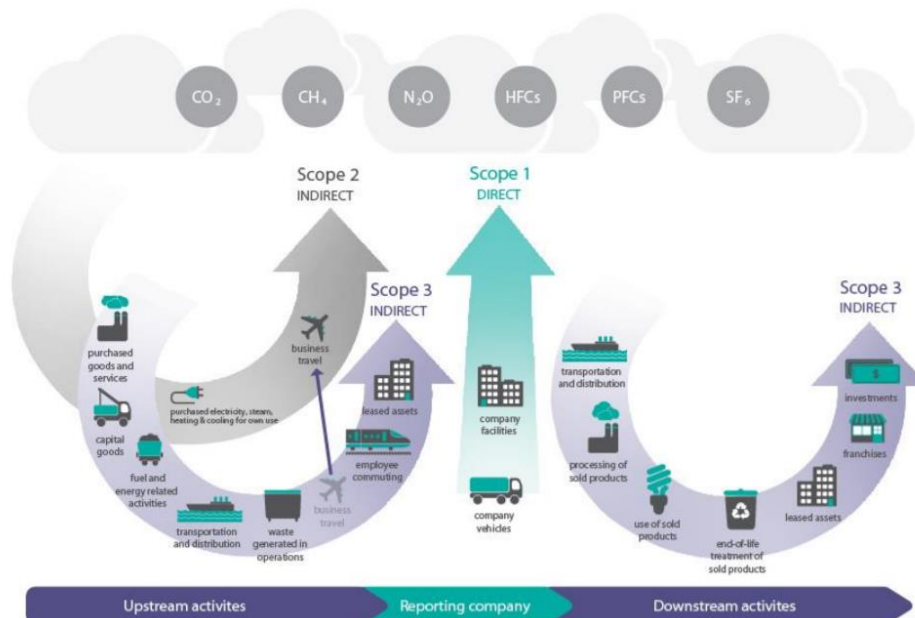 CO2
CH4
N2O
HFCs
PFCs
SF6
Scope 2
INDIRECT
Scope 1
DIRECT
Scope 3
INDIRECT
Scope 3
INDIRECT
purchased
goods and
services
capital
goods
fuel and
energy related
activities
purchased electricity, steam,
heating & cooling for own use
transportation
and distribution
waste
generated in
operations
business
travel
business
travel
employee
commuting
leased assets
company
facilities
company
vehicles
transportation
and distribution
processing of
sold products
use of sold
products
end-of-life
treatment of
sold products
leased assets
franchises
investments
$
Upstream activites
Reporting company
Downstream activites